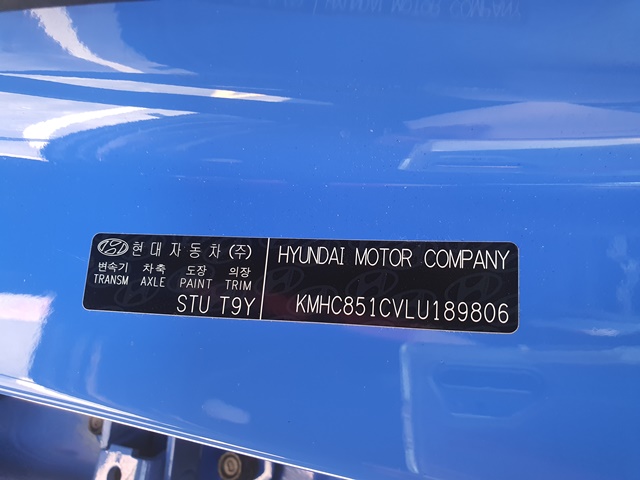 현대자동차 (주)
변속기 차축 도장 의장
TRANSM AXLE PAINT TRIM
STU T9Y
HYUNDAI MOTOR COMPANY
KMHC851CVLU189806